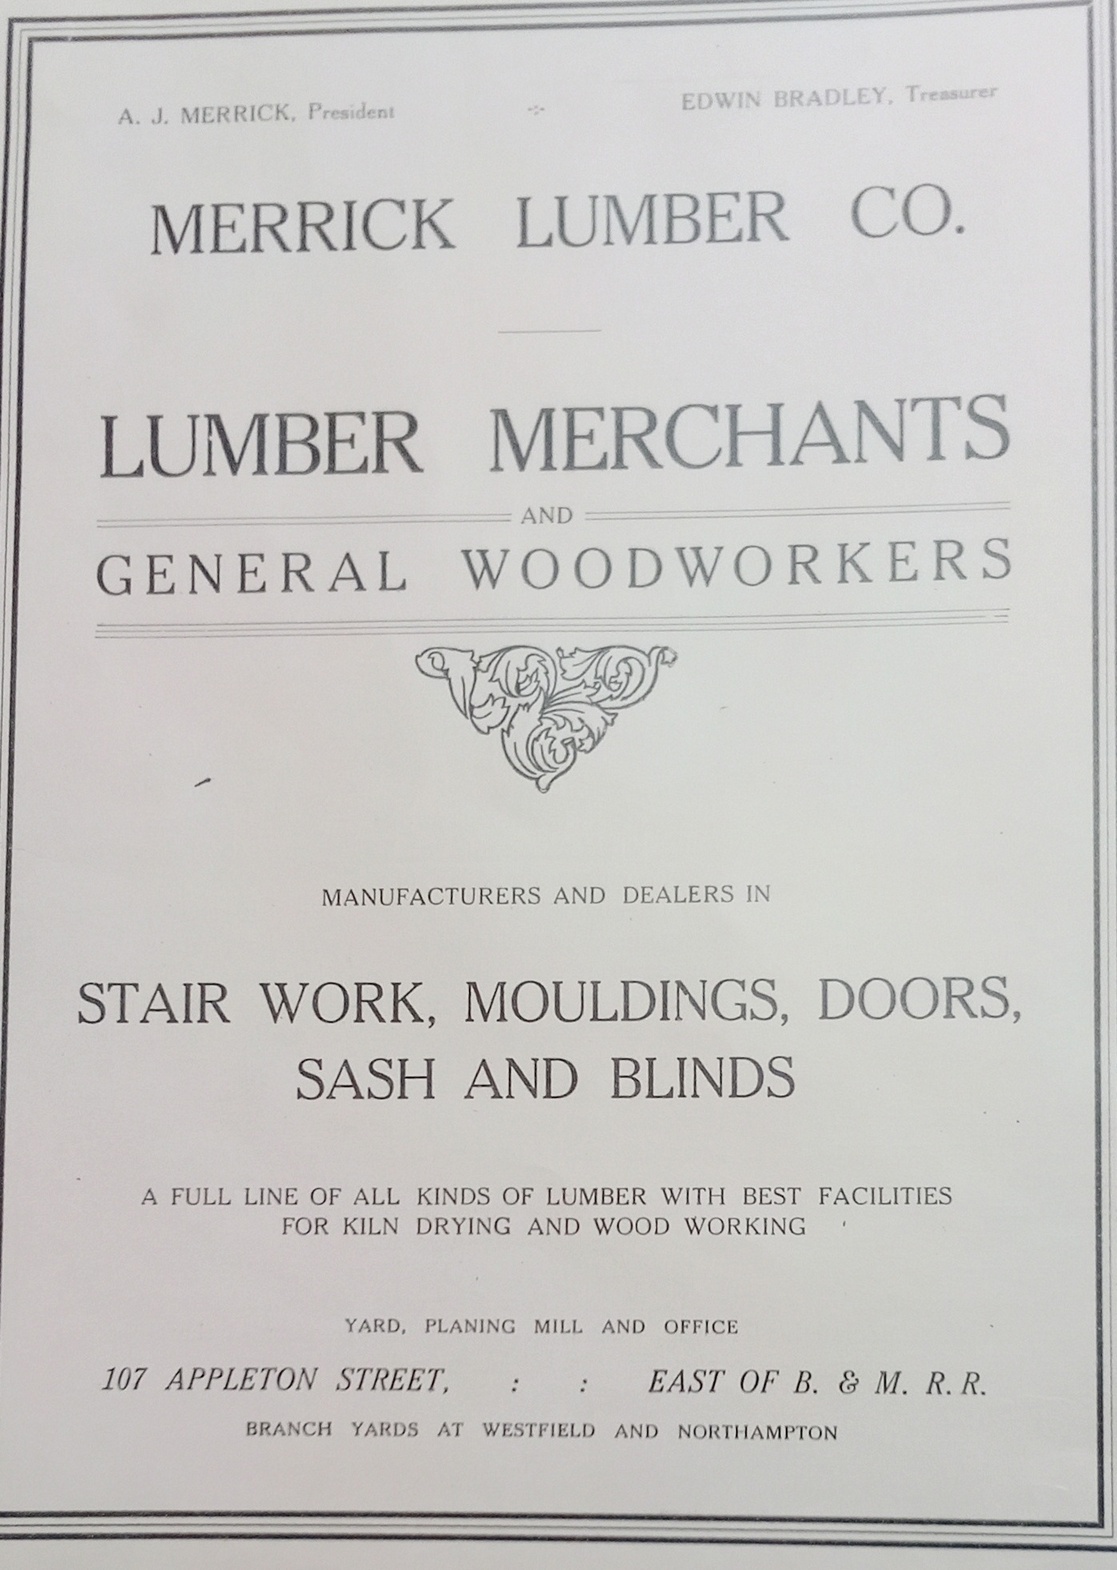 A. J. MERRICK, President
EDWIN BRADLEY, Treasurer
MERRICK LUMBER CO.
LUMBER MERCHANTS
AND
GENERAL WOODWORKERS
MANUFACTURERS AND DEALERS IN
STAIR WORK, MOULDINGS, DOORS,
SASH AND BLINDS
A FULL LINE OF ALL KINDS OF LUMBER WITH BEST FACILITIES
FOR KILN DRYING AND WOOD WORKING
YARD, PLANING MILL AND OFFICE
107 APPLETON STREET, : : EAST OF B. & M. R. R.
BRANCH YARDS AT WESTFIELD AND NORTHAMPTON